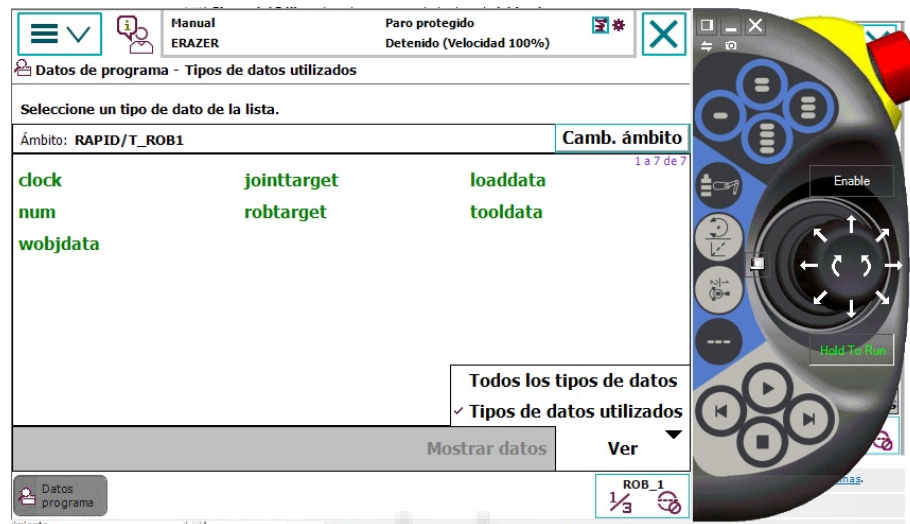 Manual
ERAZER
Paro protegido
Detenido (Velocidad 100%)
Datos de programa - Tipos de datos utilizados
Seleccione un tipo de dato de la lista.
Ámbito: RAPID/T_ROB1
Camb. ámbito
1 a 7 de 7
clock jointtarget loaddata
num robtarget tooldata
wobjdata
Todos los tipos de datos
Tipos de datos utilizados
Mostrar datos
Ver
Datos
programa
ROB_1
1/3
Enable
Hold To Run